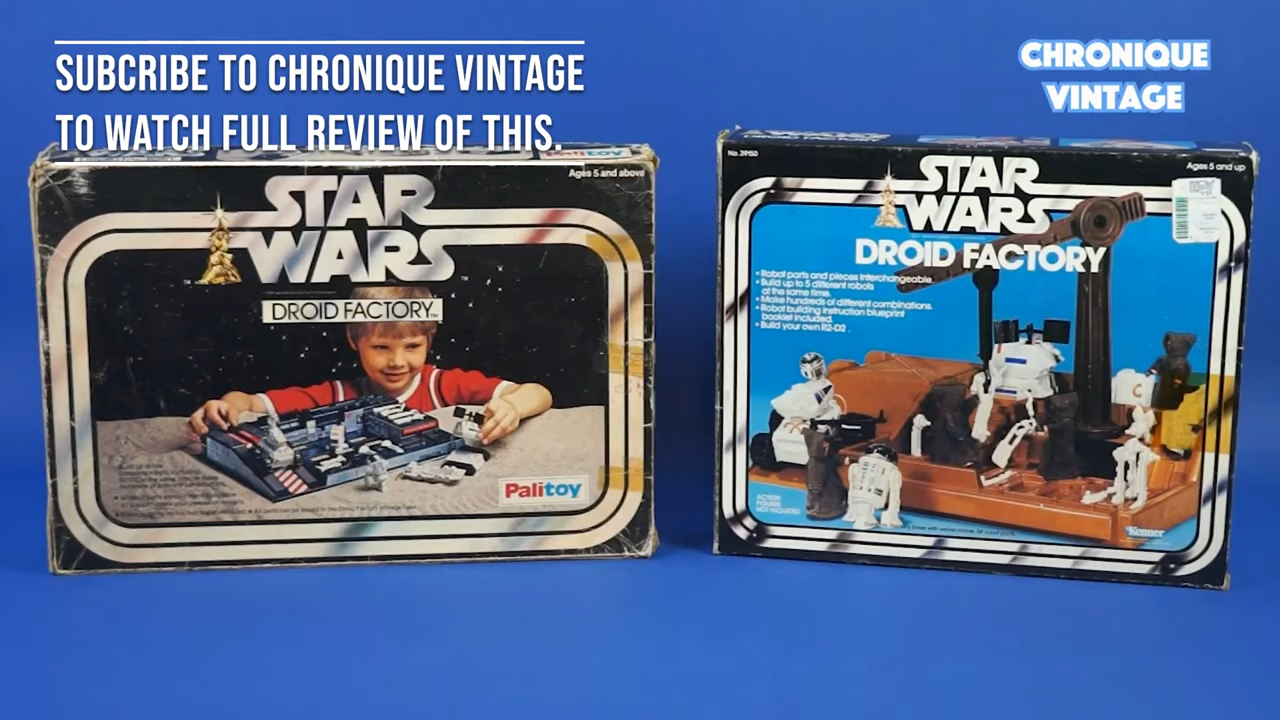 SUBCRIBE TO CHRONIQUE VINTAGE
TO WATCH FULL REVIEW OF THIS.
CHRONIQUE
VINTAGE
Palitoy
Ages 5 and above
STAR
WARS
DROID FACTORY
Palitoy
DROID FACTORY
No. 39150
Ages 5 and up
STAR
WARS
DROID FACTORY
• Robot parts and pieces interchangeable.
• Build up to 5 different robots
at the same time.
• Make hundreds of different combinations.
• Robot building instruction blueprint
booklet included.
• Build your own R2-D2.
ACTION
FIGURES
NOT INCLUDED
Kenner